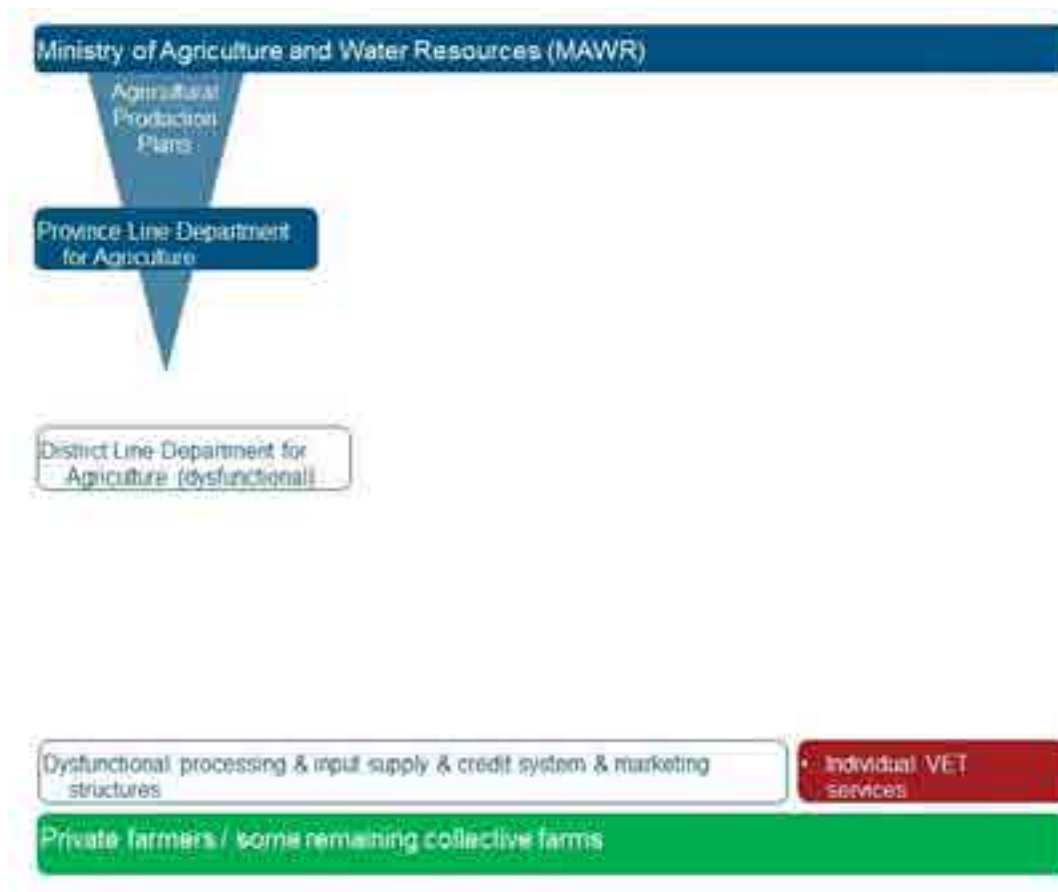 Ministry of Agriculture and Water Resources (MAWR)
Agricultural
Production
Plans
Province Line Department
for Agriculture
District Line Department for
Agriculture (dysfunctional)
Dysfunctional processing & input supply & credit system & marketing
structures
• Individual VET
services
Private farmers / some remaining collective farms